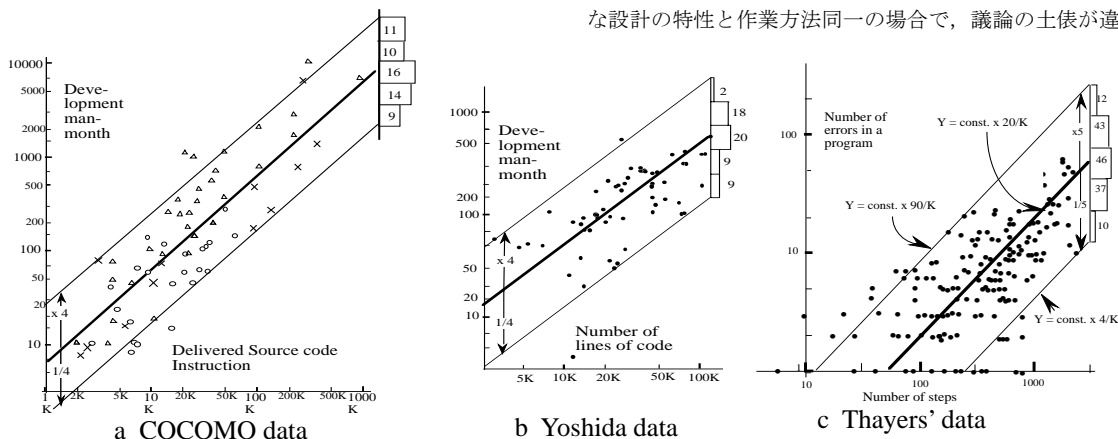 な設計の特性と作業方法同一の場合で，議論の土俵が違
10000
5000
2000
1000
500
200
100
50
20
10
Deve-
lopment
man-
month
11
10
16
14
9
x 4
1/4
Delivered Source code
Instruction
1
K
2K
5K
10
K
20K
50K
100
K
200K
500K
1000
K
a COCOMO data
1000
500
200
100
50
20
10
Deve-
lopment
man-
month
2
18
20
9
9
x 4
1/4
Number of
lines of code
5K
10K
20K
50K
100K
b Yoshida data
100
10
1
Number of
errors in a
program
Y = const. x 20/K
Y = const. x 90/K
Y = const. x 4/K
x5
1/5
12
43
46
37
10
10
100
1000
Number of steps
c Thayers' data